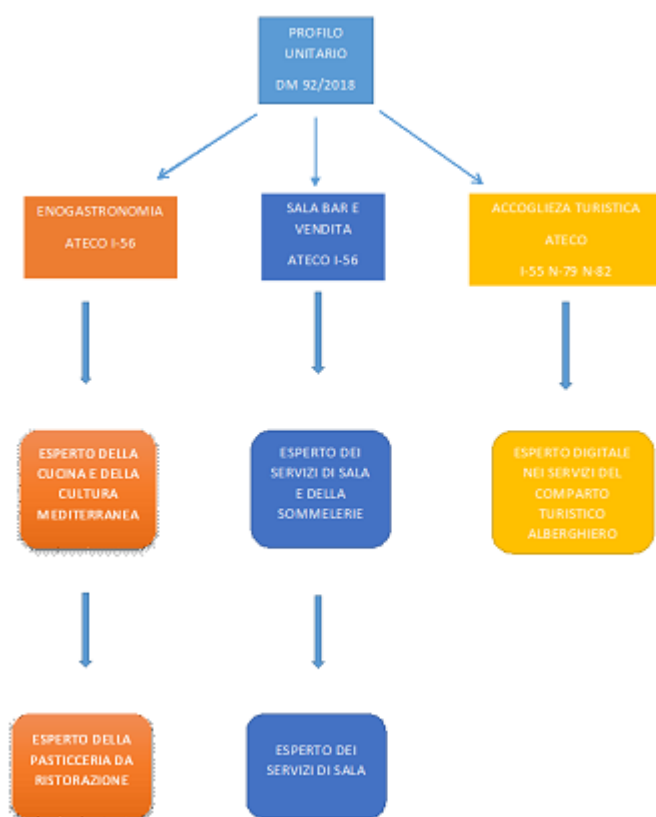 PROFILO
UNITARIO
DM 92/2018
ENOGASTRONOMIA
ATECO I-56
SALA BAR E
VENDITA
ATECO I-56
ACCOGLIEZA TURISTICA
ATECO
I-55 N-79 N-82
ESPERTO DELLA
CUCINA E DELLA
CULTURA
MEDITERRANEA
ESPERTO DEI
SERVIZI DI SALA
E DELLA
SOMMELERIE
ESPERTO DIGITALE
NEI SERVIZI DEL
COMPARTO
TURISTICO
ALBERGHIERO
ESPERTO DELLA
PASTICCERIA DA
RISTORAZIONE
ESPERTO DEI
SERVIZI DI SALA